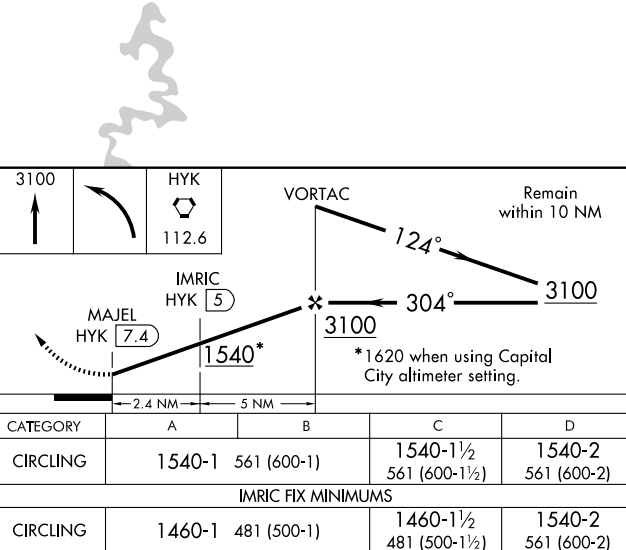 3100
HYK
112.6
VORTAC
Remain
within 10 NM
124°
IMRIC
HYK 5
304°
3100
MAJEL
HYK 7.4
3100
1540*
*1620 when using Capital
City altimeter setting.
2.4 NM
5 NM
CATEGORY A B C D
CIRCLING 1540-1 561 (600-1) 1540-1½ 561 (600-1½) 1540-2 561 (600-2)
IMRIC FIX MINIMUMS
CIRCLING 1460-1 481 (500-1) 1460-1½ 481 (500-1½) 1540-2 561 (600-2)